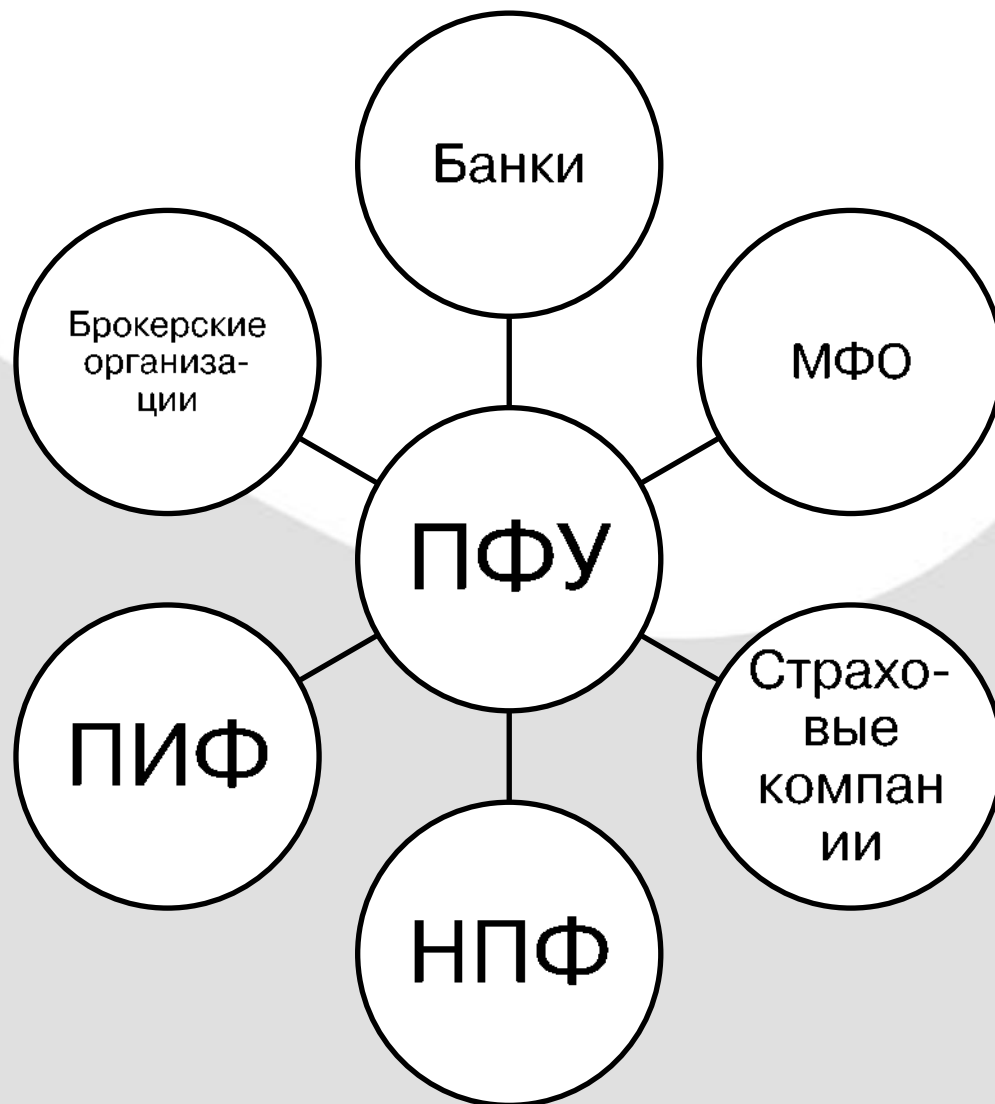 Банки
Брокерские
организа-
ции
МФО
ПФУ
ПИФ
Страхо-
вые
компан
ии
НПФ